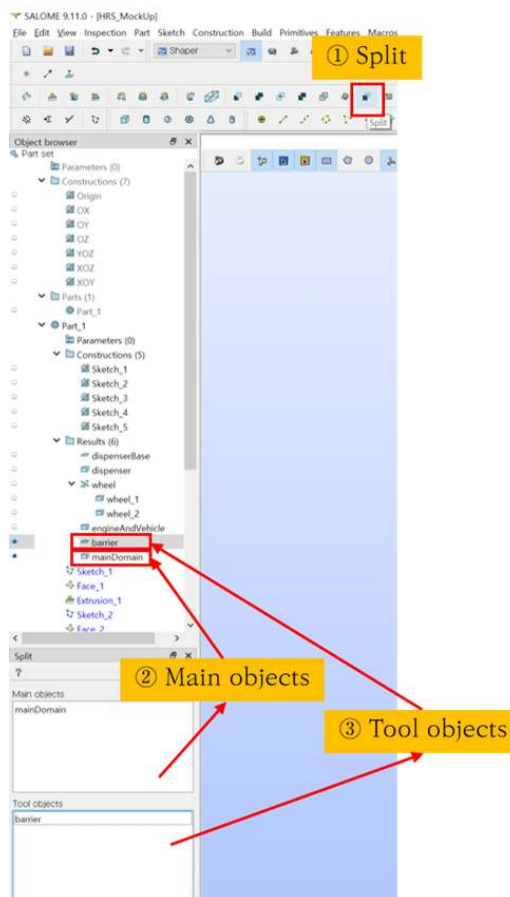 SALOME 9.11.0 - [HRS_MockUp]
File Edit View Inspection Part Sketch Construction Build Primitives Features Macros
Shaper
① Split
Split
Object browser
Part set
Parameters (0)
Constructions (7)
Origin
OX
OY
OZ
YOZ
XOZ
XOY
Parts (1)
Part_1
Part_1
Parameters (0)
Constructions (5)
Sketch_1
Sketch_2
Sketch_3
Sketch_4
Sketch_5
Results (6)
dispenserBase
dispenser
wheel
wheel_1
wheel_2
engineAndVehicle
barrier
mainDomain
Sketch_1
Face_1
Extrusion_1
Sketch_2
Face_2
Split
?
② Main objects
Main objects
mainDomain
③ Tool objects
Tool objects
barrier